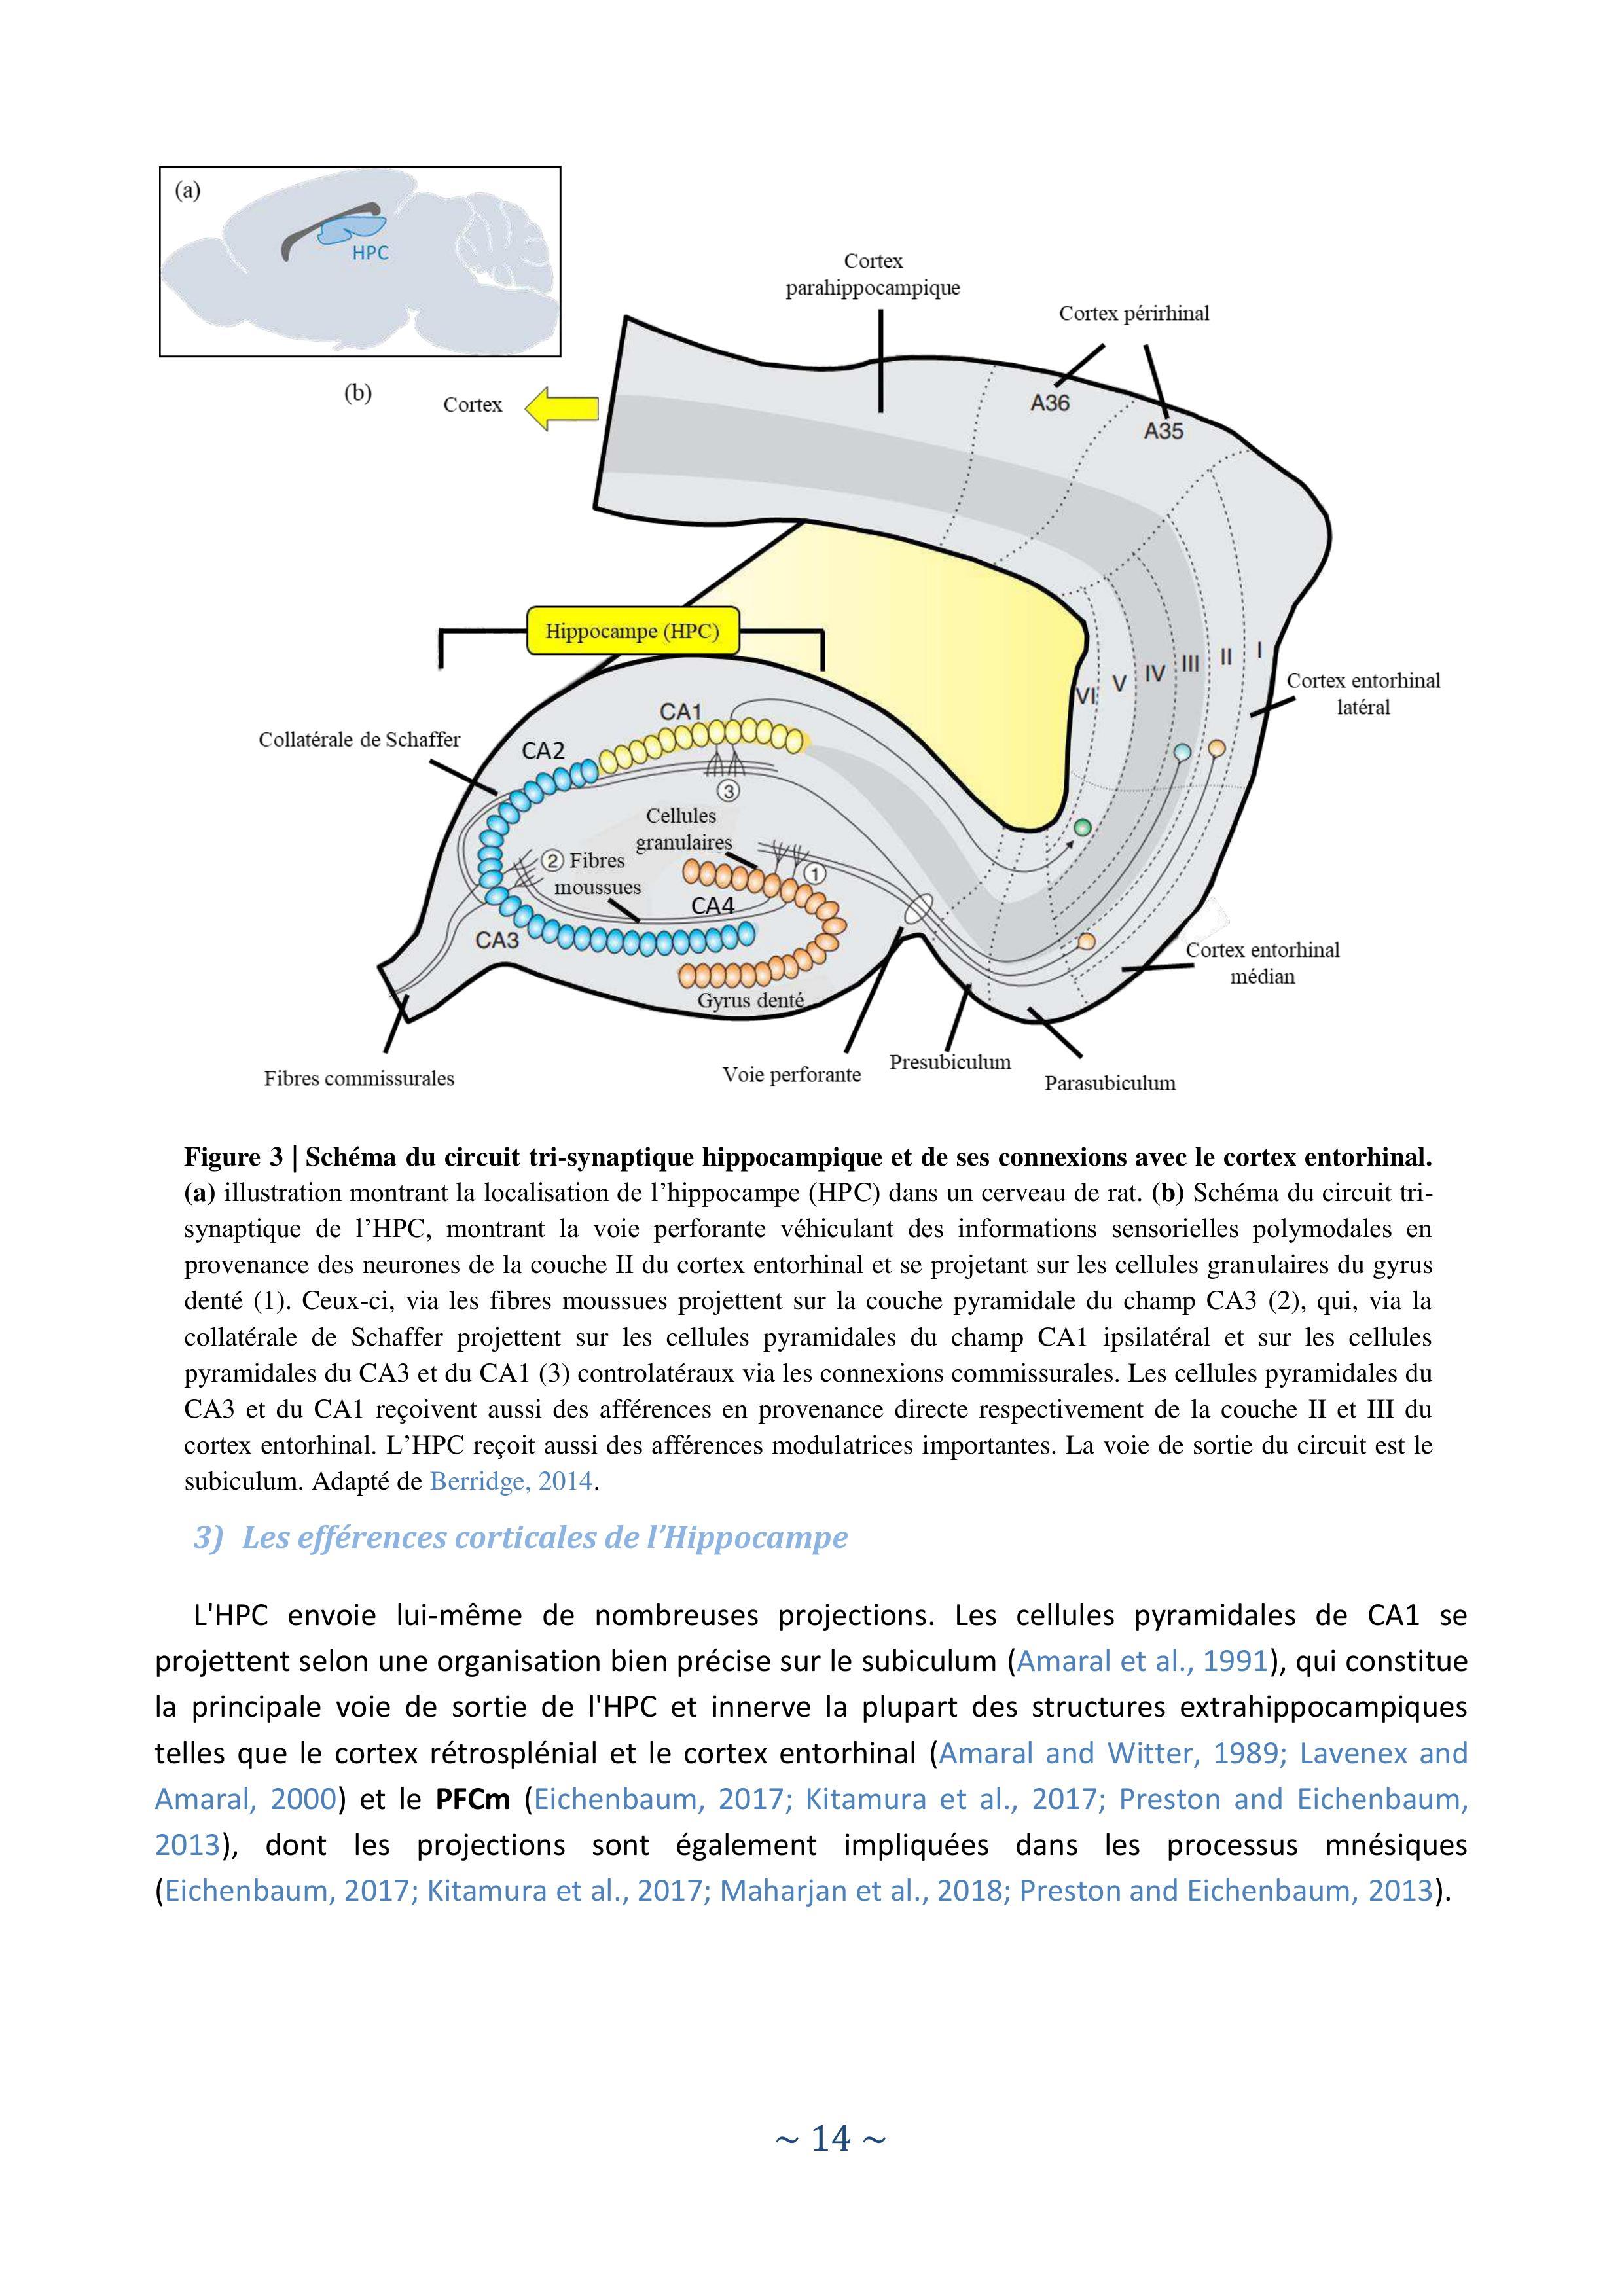 (a)
HPC
(b)
Cortex
Cortex
parahippocampique
Cortex périrhinal
A36
A35
Hippocampe (HPC)
VI
V
IV
III
II
I
Cortex entorhinal
latéral
CA1
CA2
Collatérale de Schaffer
3
Cellules
granulaires
2
Fibres
moussues
1
CA4
CA3
Cortex entorhinal
médian
Gyrus denté
Fibres commissurales
Voie perforante
Presubiculum
Parasubiculum
Figure 3 | Schéma du circuit tri-synaptique hippocampique et de ses connexions avec le cortex entorhinal.
(a) illustration montrant la localisation de l’hippocampe (HPC) dans un cerveau de rat. (b) Schéma du circuit tri-
synaptique de l’HPC, montrant la voie perforante véhiculant des informations sensorielles polymodales en
provenance des neurones de la couche II du cortex entorhinal et se projetant sur les cellules granulaires du gyrus
denté (1). Ceux-ci, via les fibres moussues projettent sur la couche pyramidale du champ CA3 (2), qui, via la
collatérale de Schaffer projettent sur les cellules pyramidales du champ CA1 ipsilatéral et sur les cellules
pyramidales du CA3 et du CA1 (3) controlatéraux via les connexions commissurales. Les cellules pyramidales du
CA3 et du CA1 reçoivent aussi des afférences en provenance directe respectivement de la couche II et III du
cortex entorhinal. L’HPC reçoit aussi des afférences modulatrices importantes. La voie de sortie du circuit est le
subiculum. Adapté de Berridge, 2014.
3) Les efférences corticales de l’Hippocampe
L'HPC envoie lui-même de nombreuses projections. Les cellules pyramidales de CA1 se
projettent selon une organisation bien précise sur le subiculum (Amaral et al., 1991), qui constitue
la principale voie de sortie de l'HPC et innerve la plupart des structures extrahippocampiques
telles que le cortex rétrosplénial et le cortex entorhinal (Amaral and Witter, 1989; Lavenex and
Amaral, 2000) et le PFCm (Eichenbaum, 2017; Kitamura et al., 2017; Preston and Eichenbaum,
2013), dont les projections sont également impliquées dans les processus mnésiques
(Eichenbaum, 2017; Kitamura et al., 2017; Maharjan et al., 2018; Preston and Eichenbaum, 2013).
~ 14 ~